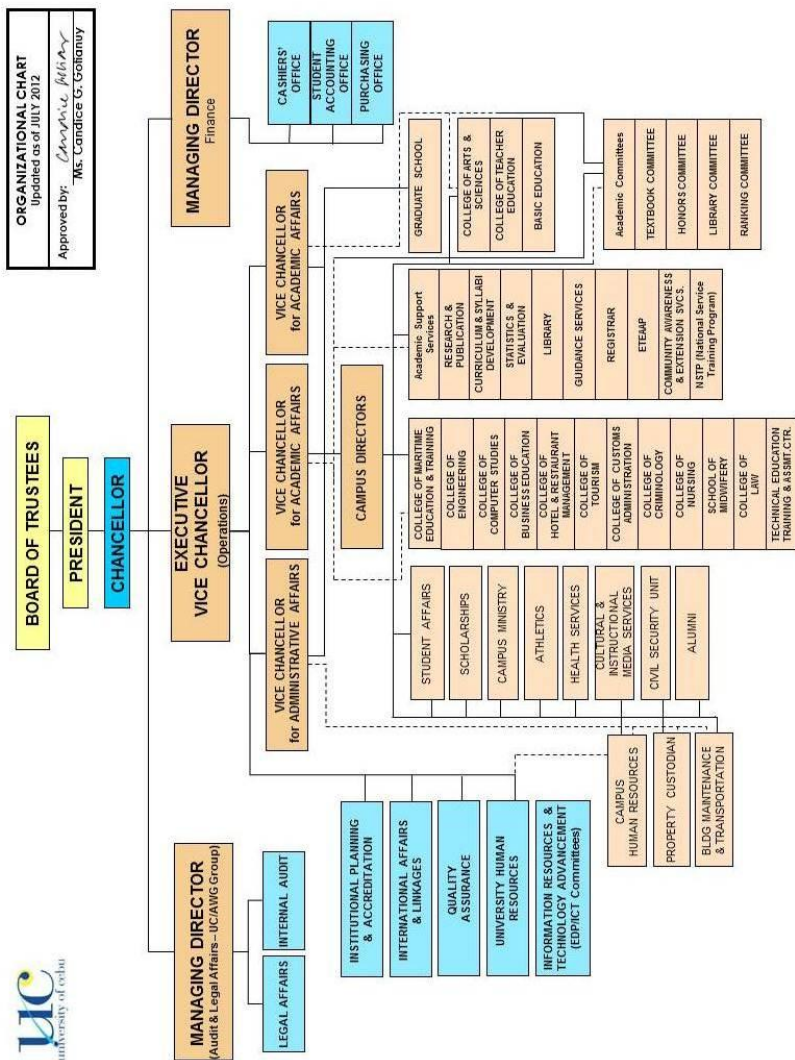 UC
university of cebu
ORGANIZATIONAL CHART
Updated as of JULY 2012
Approved by:
Ms. Candice G. Gotianuy
BOARD OF TRUSTEES
PRESIDENT
CHANCELLOR
MANAGING DIRECTOR
(Audit & Legal Affairs – UC/AWG Group)
LEGAL AFFAIRS
INTERNAL AUDIT
EXECUTIVE
VICE CHANCELLOR
(Operations)
MANAGING DIRECTOR
Finance
CASHIERS'
OFFICE
STUDENT
ACCOUNTING
OFFICE
PURCHASING
OFFICE
VICE CHANCELLOR
for ADMINISTRATIVE AFFAIRS
VICE CHANCELLOR
for ACADEMIC AFFAIRS
VICE CHANCELLOR
for ACADEMIC AFFAIRS
CAMPUS DIRECTORS
INSTITUTIONAL PLANNING
& ACCREDITATION
INTERNATIONAL AFFAIRS
& LINKAGES
QUALITY
ASSURANCE
UNIVERSITY HUMAN
RESOURCES
INFORMATION RESOURCES &
TECHNOLOGY ADVANCEMENT
(EDP/ICT Committees)
CAMPUS
HUMAN RESOURCES
PROPERTY CUSTODIAN
BLDG MAINTENANCE
& TRANSPORTATION
STUDENT AFFAIRS
SCHOLARSHIPS
CAMPUS MINISTRY
ATHLETICS
HEALTH SERVICES
CULTURAL &
INSTRUCTIONAL
MEDIA SERVICES
CIVIL SECURITY UNIT
ALUMNI
COLLEGE OF MARITIME
EDUCATION & TRAINING
COLLEGE OF
ENGINEERING
COLLEGE OF
COMPUTER STUDIES
COLLEGE OF
BUSINESS EDUCATION
COLLEGE OF
HOTEL & RESTAURANT
MANAGEMENT
COLLEGE OF
TOURISM
COLLEGE OF CUSTOMS
ADMINISTRATION
COLLEGE OF
CRIMINOLOGY
COLLEGE OF
NURSING
SCHOOL OF
MIDWIFERY
COLLEGE OF
LAW
TECHNICAL EDUCATION
TRAINING & ASSMT.CTR.
Academic Support
Services
RESEARCH &
PUBLICATION
CURRICULUM & SYLLABI
DEVELOPMENT
STATISTICS &
EVALUATION
LIBRARY
GUIDANCE SERVICES
REGISTRAR
ETEAAP
COMMUNITY AWARENESS
& EXTENSION SVCS.
NSTP (National Service
Training Program)
GRADUATE SCHOOL
COLLEGE OF ARTS &
SCIENCES
COLLEGE OF TEACHER
EDUCATION
BASIC EDUCATION
Academic Committees
TEXTBOOK COMMITTEE
HONORS COMMITTEE
LIBRARY COMMITTEE
RANKING COMMITTEE